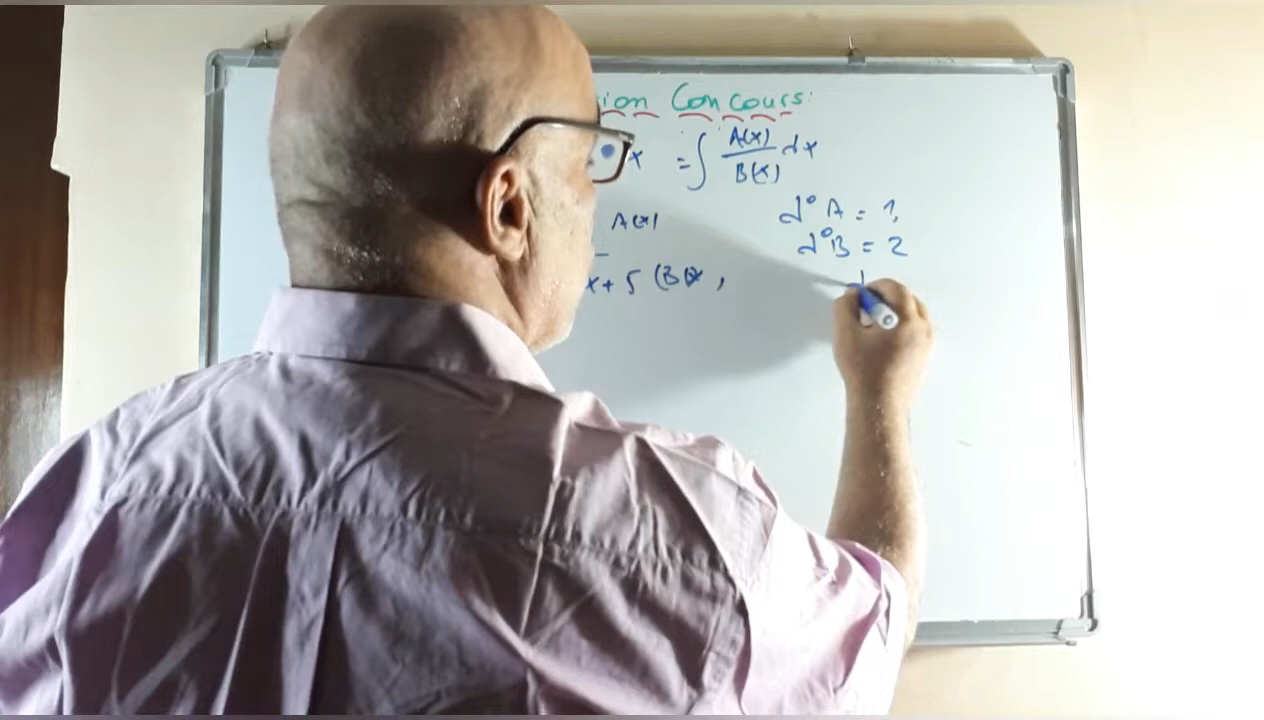 ion Concours
x = ∫ A(x)/B(x) dx
A(x)
d° A = 1,
d° B = 2
x + 5 (B(x),